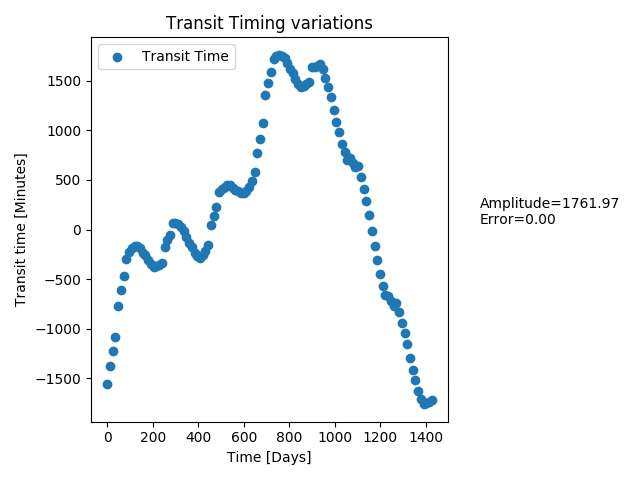 Transit Timing variations
Transit Time
Transit time [Minutes]
1500
1000
500
0
−500
−1000
−1500
0
200
400
600
800
1000
1200
1400
Time [Days]
Amplitude=1761.97
Error=0.00